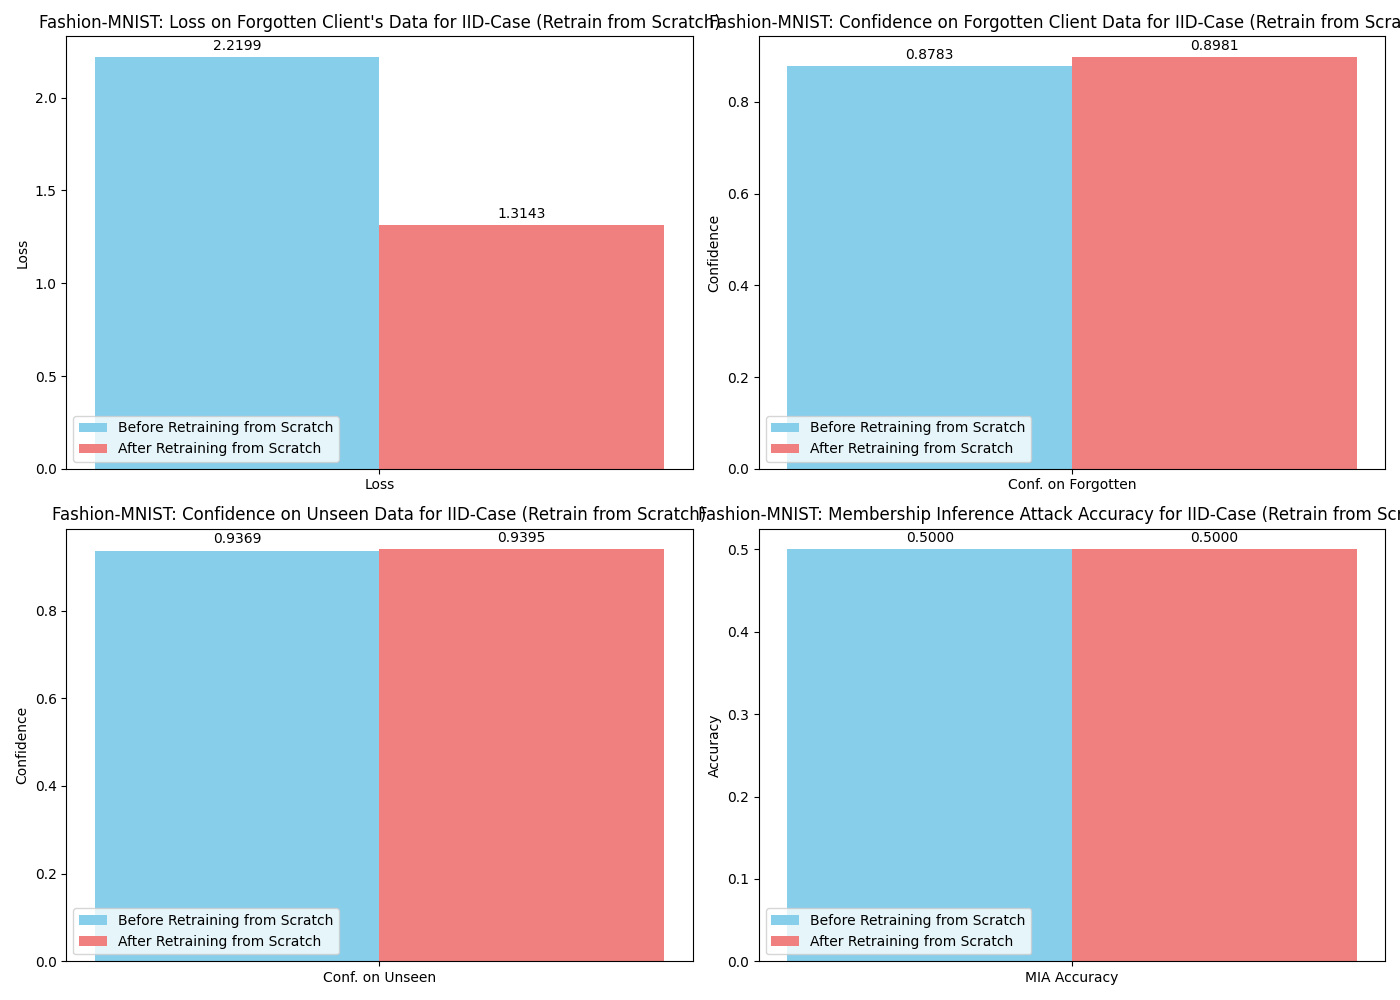 Fashion-MNIST: Loss on Forgotten Client's Data for IID-Case (Retrain from Scratch)
2.2199
1.3143
2.0
1.5
1.0
0.5
0.0
Loss
Before Retraining from Scratch
After Retraining from Scratch
Loss
Fashion-MNIST: Confidence on Forgotten Client Data for IID-Case (Retrain from Scra
0.8783
0.8981
0.8
0.6
0.4
0.2
0.0
Confidence
Before Retraining from Scratch
After Retraining from Scratch
Conf. on Forgotten
Fashion-MNIST: Confidence on Unseen Data for IID-Case (Retrain from Scratch)
0.9369
0.9395
0.8
0.6
0.4
0.2
0.0
Confidence
Before Retraining from Scratch
After Retraining from Scratch
Conf. on Unseen
Fashion-MNIST: Membership Inference Attack Accuracy for IID-Case (Retrain from Scr
0.5000
0.5000
0.5
0.4
0.3
0.2
0.1
0.0
Accuracy
Before Retraining from Scratch
After Retraining from Scratch
MIA Accuracy